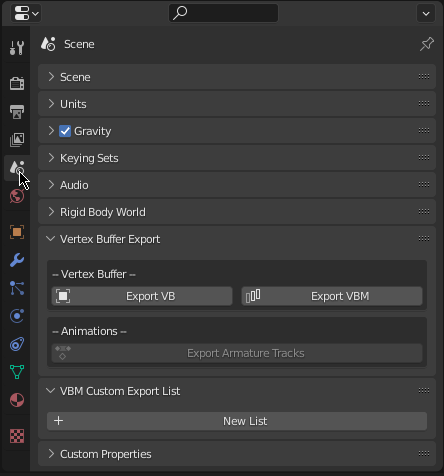 Scene
Scene
Units
Gravity
Keying Sets
Audio
Rigid Body World
Vertex Buffer Export
-- Vertex Buffer --
Export VB
Export VBM
-- Animations --
Export Armature Tracks
VBM Custom Export List
New List
Custom Properties